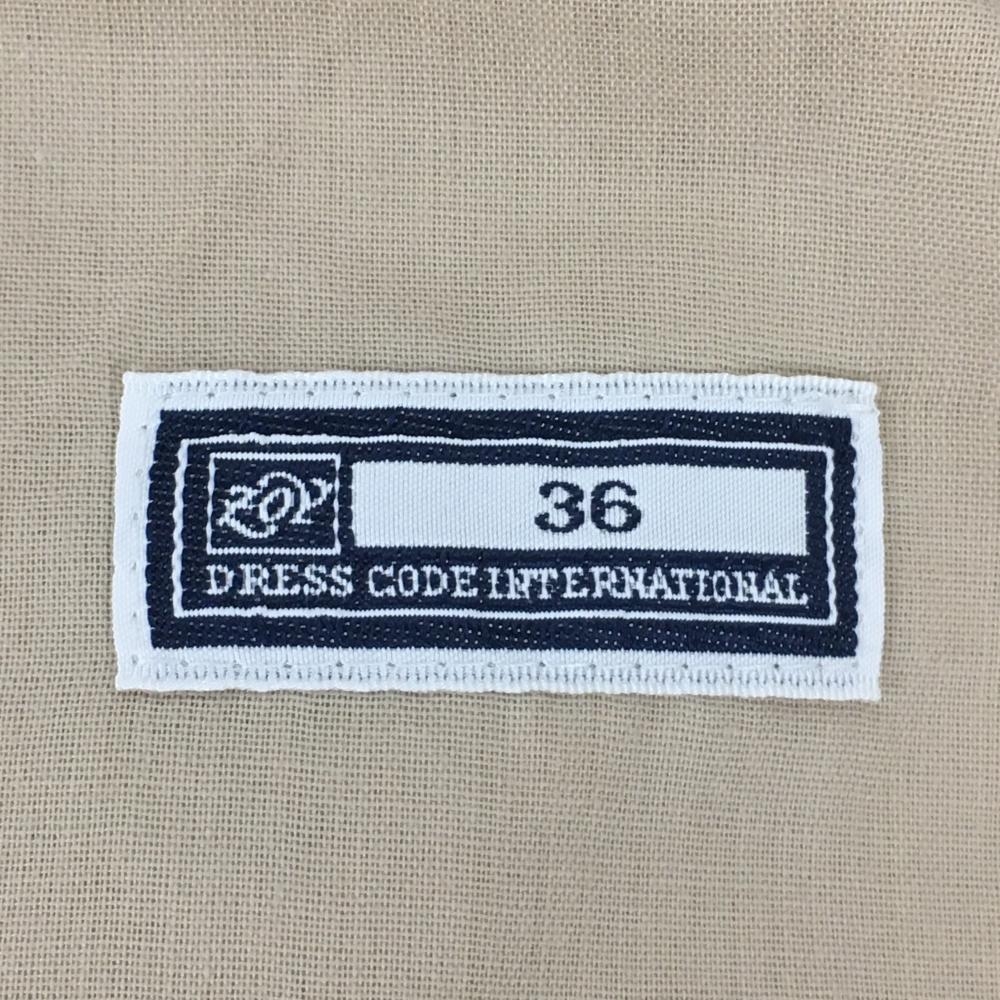 36
DRESS CODE INTERNATIONAL